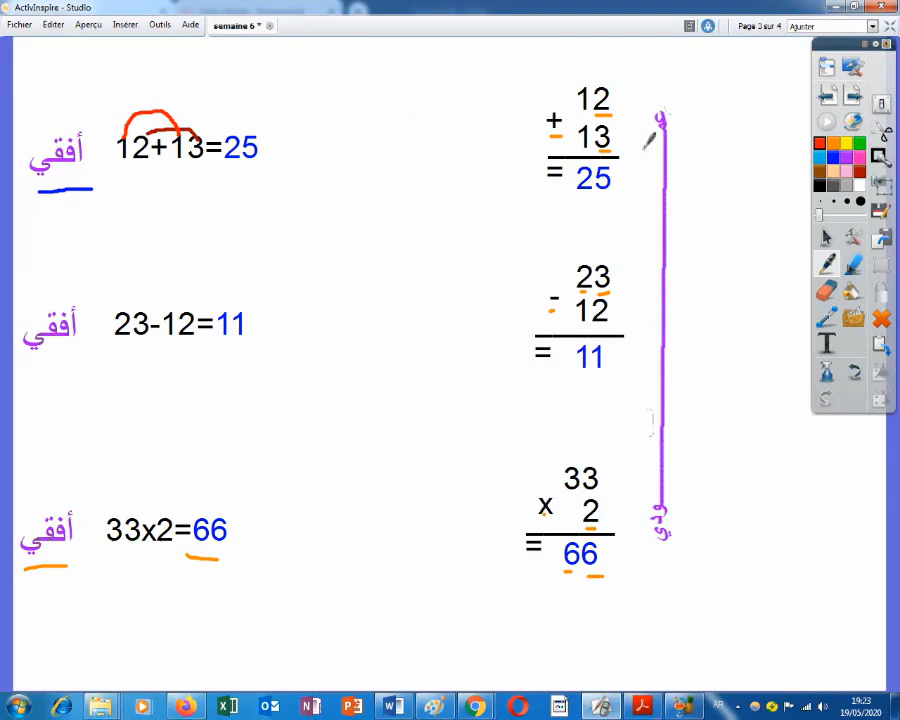 ActivInspire - Studio
Fichier Éditer Aperçu Insérer Outils Aide semaine 6 * Page 3 sur 4 Ajuster
أفقي 12+13=25
12
+
13
= 25
أفقي 23-12=11
23
-
12
= 11
أفقي 33x2=66
33
x
2
= 66
AR
19:23
19/05/2020